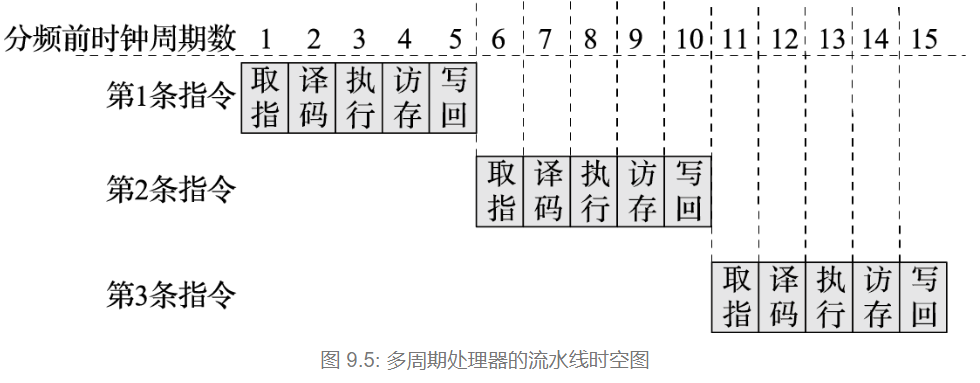 分频前时钟周期数 1 2 3 4 5 6 7 8 9 10 11 12 13 14 15
第1条指令 取指 译码 执行 访存 写回
第2条指令 取指 译码 执行 访存 写回
第3条指令 取指 译码 执行 访存 写回
图 9.5: 多周期处理器的流水线时空图